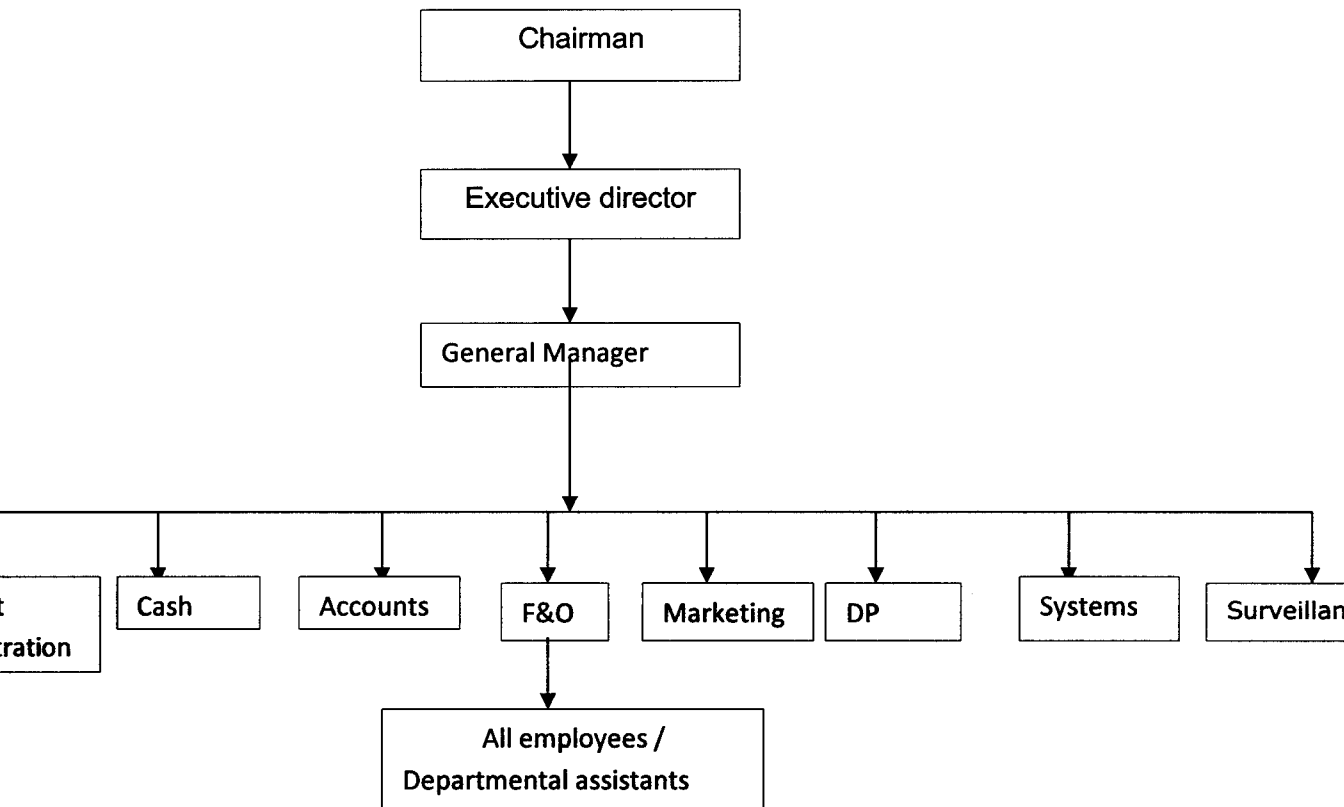 Chairman
Executive director
General Manager
Cash
Accounts
F&O
Marketing
DP
Systems
All employees /
Departmental assistants